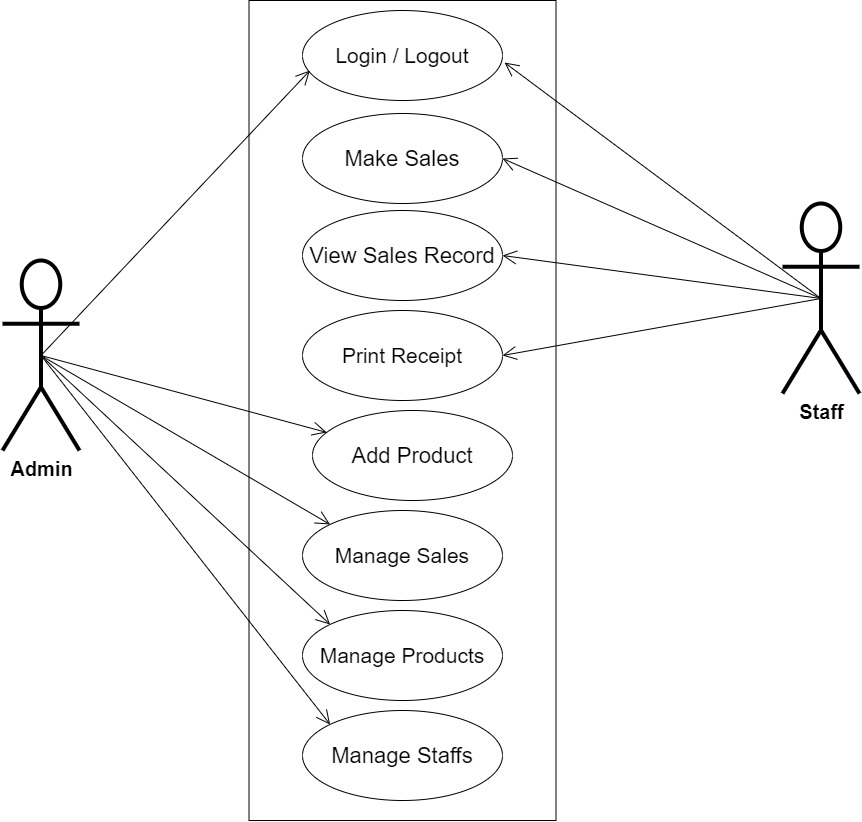 Login / Logout
Make Sales
View Sales Record
Print Receipt
Add Product
Manage Sales
Manage Products
Manage Staffs
Admin
Staff